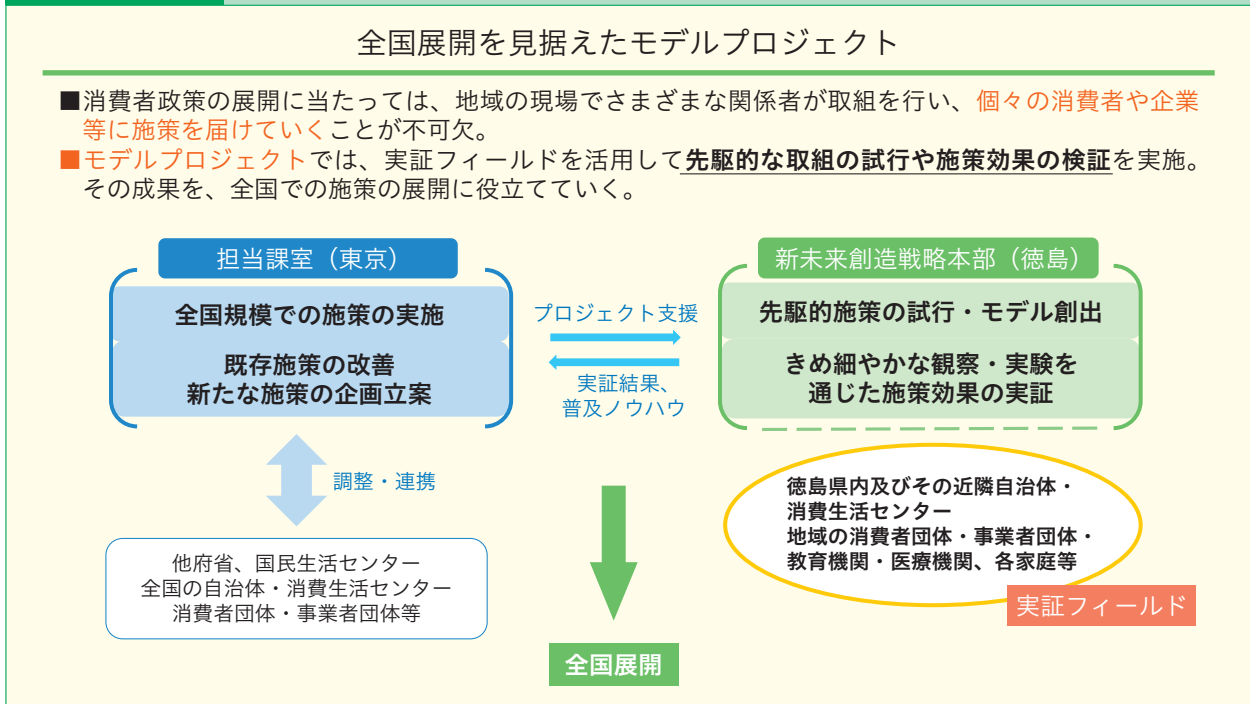 全国展開を見据えたモデルプロジェクト
■消費者政策の展開に当たっては、地域の現場でさまざまな関係者が取組を行い、個々の消費者や企業
等に施策を届けていくことが不可欠。
■モデルプロジェクトでは、実証フィールドを活用して先駆的な取組の試行や施策効果の検証を実施。
その成果を、全国での施策の展開に役立てていく。
担当課室（東京）
全国規模での施策の実施
既存施策の改善
新たな施策の企画立案
プロジェクト支援
実証結果、
普及ノウハウ
新未来創造戦略本部（徳島）
先駆的施策の試行・モデル創出
きめ細やかな観察・実験を
通じた施策効果の実証
調整・連携
他府省、国民生活センター
全国の自治体・消費生活センター
消費者団体・事業者団体等
徳島県内及びその近隣自治体・
消費生活センター
地域の消費者団体・事業者団体・
教育機関・医療機関、各家庭等
実証フィールド
全国展開